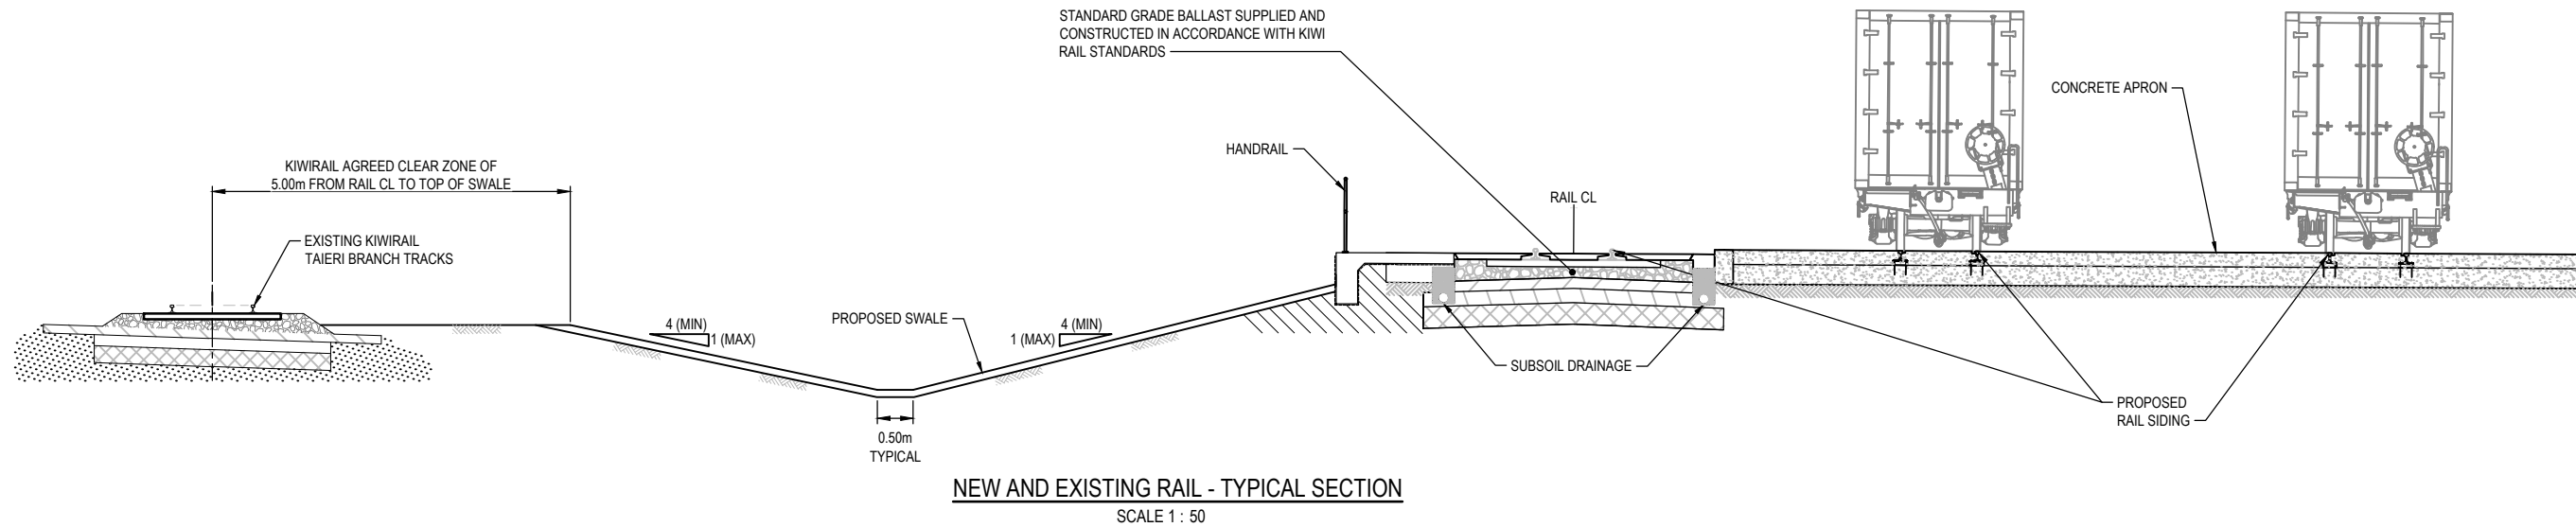 STANDARD GRADE BALLAST SUPPLIED AND
CONSTRUCTED IN ACCORDANCE WITH KIWI
RAIL STANDARDS
CONCRETE APRON
HANDRAIL
KIWIRAIL AGREED CLEAR ZONE OF
5.00m FROM RAIL CL TO TOP OF SWALE
RAIL CL
EXISTING KIWIRAIL
TAIERI BRANCH TRACKS
PROPOSED SWALE
4 (MIN)
1 (MAX)
4 (MIN)
1 (MAX)
SUBSOIL DRAINAGE
PROPOSED
RAIL SIDING
0.50m
TYPICAL
NEW AND EXISTING RAIL - TYPICAL SECTION
SCALE 1 : 50